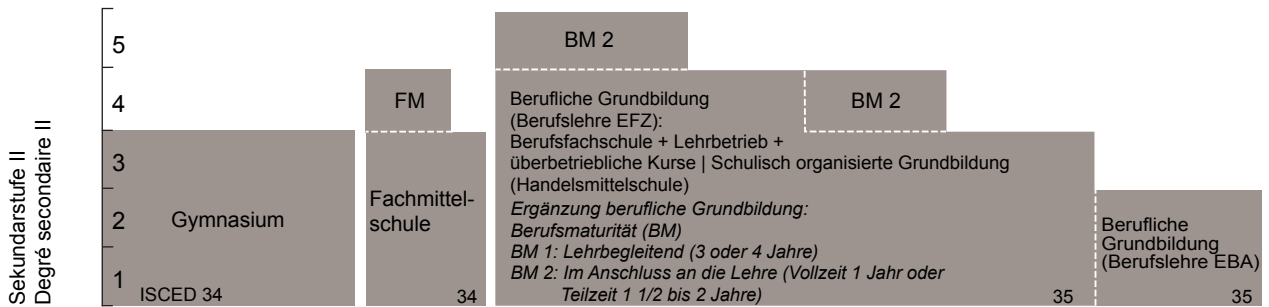 Sekundarstufe II
Degré secondaire II
5
4
3
2
1
Gymnasium
ISCED 34
FM
Fachmittel-
schule
34
BM 2
BM 2
Berufliche Grundbildung
(Berufslehre EFZ):
Berufsfachschule + Lehrbetrieb +
überbetriebliche Kurse | Schulisch organisierte Grundbildung
(Handelsmittelschule)
Ergänzung berufliche Grundbildung:
Berufsmaturität (BM)
BM 1: Lehrbegleitend (3 oder 4 Jahre)
BM 2: Im Anschluss an die Lehre (Vollzeit 1 Jahr oder
Teilzeit 1 1/2 bis 2 Jahre)
35
Berufliche
Grundbildung
(Berufslehre EBA)
35